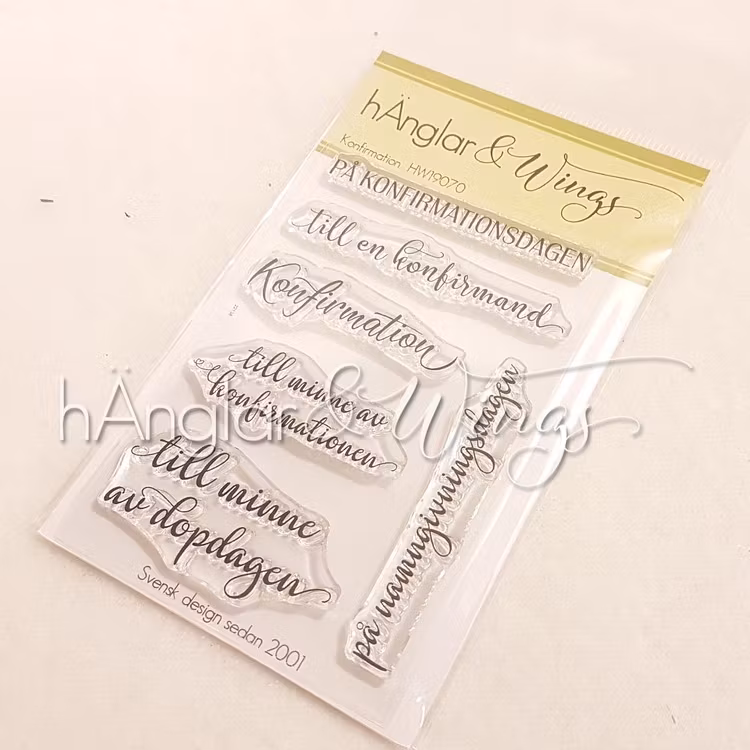 hÄnglar & Wings
Konfirmation HW19070
PÅ KONFIRMATIONSDAGEN
till en konfirmand
Konfirmation
till minne av
konfirmationen
till minne
av dopdagen
på namngivningsdagen
Svensk design sedan 2001
hÄnglar & Wings